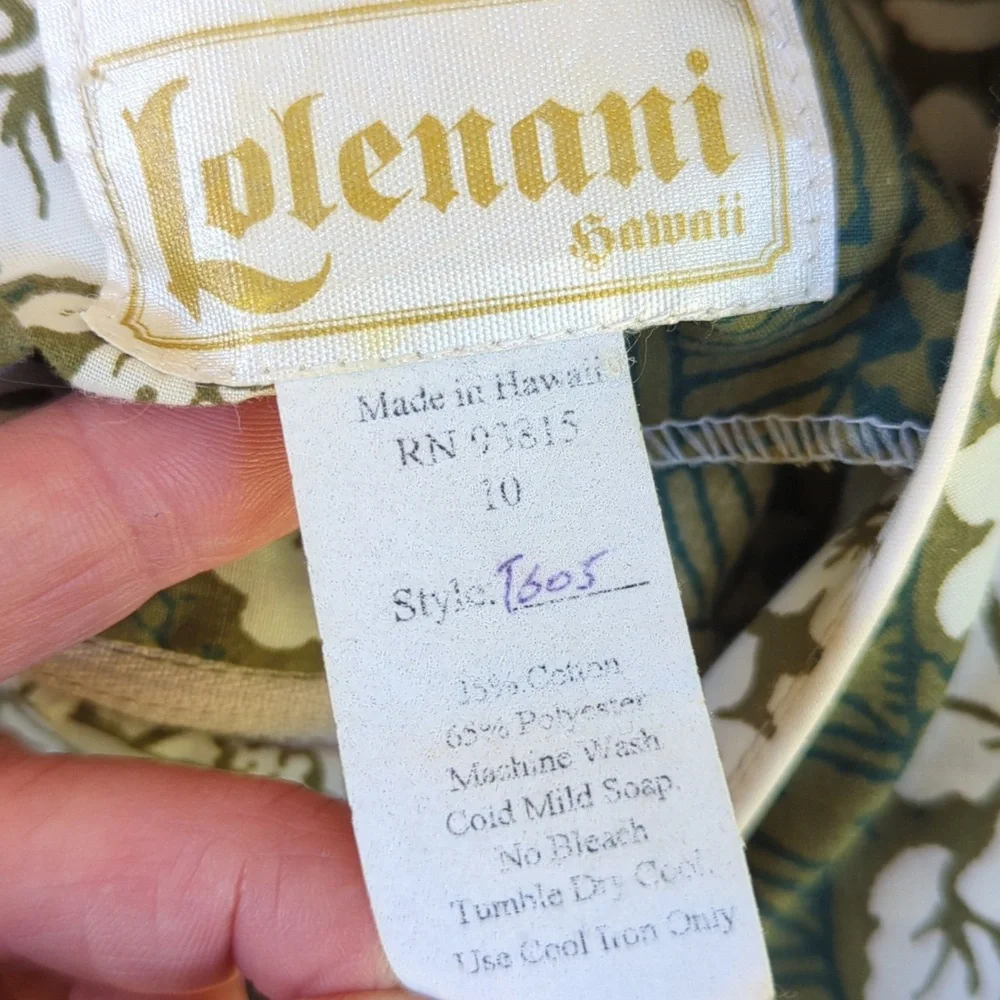 Lolenani
Hawaii
Made in Hawaii
RN 93815
10
Style: T605
35% Cotton
65% Polyester
Machine Wash
Cold Mild Soap.
No Bleach
Tumble Dry Cool.
Use Cool Iron Only